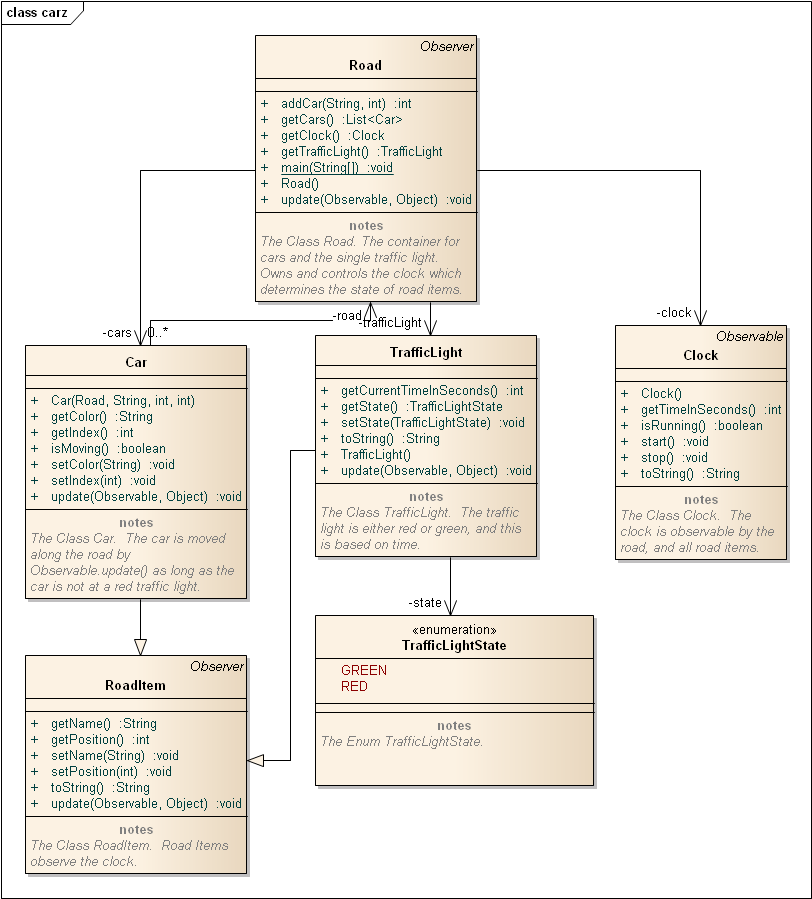 class carz
Observer
Road
+ addCar(String, int) :int
+ getCars() :List<Car>
+ getClock() :Clock
+ getTrafficLight() :TrafficLight
+ main(String[]) :void
+ Road()
+ update(Observable, Object) :void
notes
The Class Road. The container for
cars and the single traffic light.
Owns and controls the clock which
determines the state of road items.
-road
-trafficLight
-clock
-cars
0..*
Car
+ Car(Road, String, int, int)
+ getColor() :String
+ getIndex() :int
+ isMoving() :boolean
+ setColor(String) :void
+ setIndex(int) :void
+ update(Observable, Object) :void
notes
The Class Car.  The car is moved
along the road by
Observable.update() as long as the
car is not at a red traffic light.
TrafficLight
+ getCurrentTimeInSeconds() :int
+ getState() :TrafficLightState
+ setState(TrafficLightState) :void
+ toString() :String
+ TrafficLight()
+ update(Observable, Object) :void
notes
The Class TrafficLight.  The traffic
light is either red or green, and this
is based on time.
Observable
Clock
+ Clock()
+ getTimeInSeconds() :int
+ isRunning() :boolean
+ start() :void
+ stop() :void
+ toString() :String
notes
The Class Clock.  The
clock is observable by the
road, and all road items.
-state
«enumeration»
TrafficLightState
GREEN
RED
notes
The Enum TrafficLightState.
Observer
RoadItem
+ getName() :String
+ getPosition() :int
+ setName(String) :void
+ setPosition(int) :void
+ toString() :String
+ update(Observable, Object) :void
notes
The Class RoadItem.  Road Items
observe the clock.